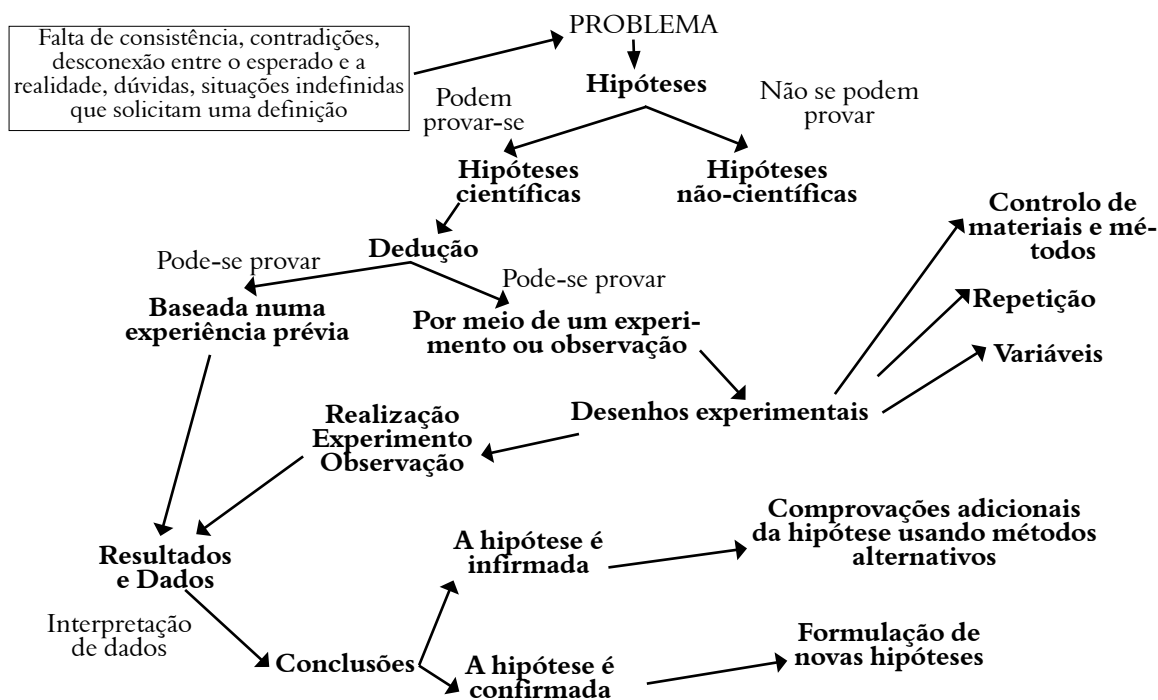 PROBLEMA
Falta de consistência, contradições,
desconexão entre o esperado e a
realidade, dúvidas, situações indefinidas
que solicitam uma definição
Hipóteses
Podem
provar-se
Não se podem
provar
Hipóteses
científicas
Hipóteses
não-científicas
Controlo de
materiais e mé-
todos
Dedução
Pode-se provar
Pode-se provar
Baseada numa
experiência prévia
Por meio de um experi-
mento ou observação
Repetição
Variáveis
Desenhos experimentais
Realização
Experimento
Observação
Resultados
e Dados
A hipótese é
infirmada
Comprovações adicionais
da hipótese usando métodos
alternativos
Interpretação
de dados
Conclusões
A hipótese é
confirmada
Formulação de
novas hipóteses